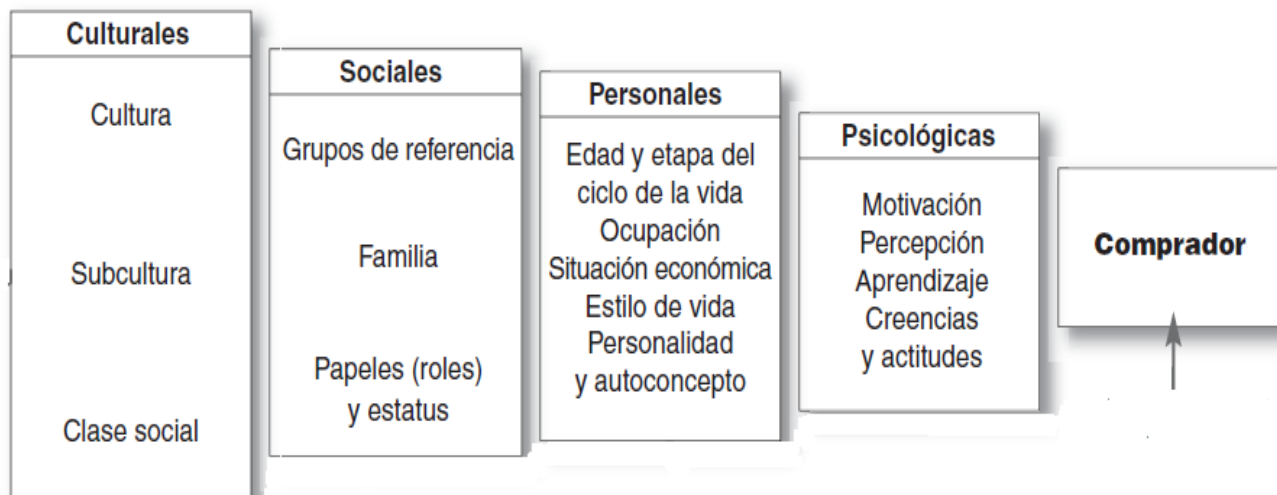 Culturales
Cultura
Subcultura
Clase social
Sociales
Grupos de referencia
Familia
Papeles (roles)
y estatus
Personales
Edad y etapa del
ciclo de la vida
Ocupación
Situación económica
Estilo de vida
Personalidad
y autoconcepto
Psicológicas
Motivación
Percepción
Aprendizaje
Creencias
y actitudes
Comprador